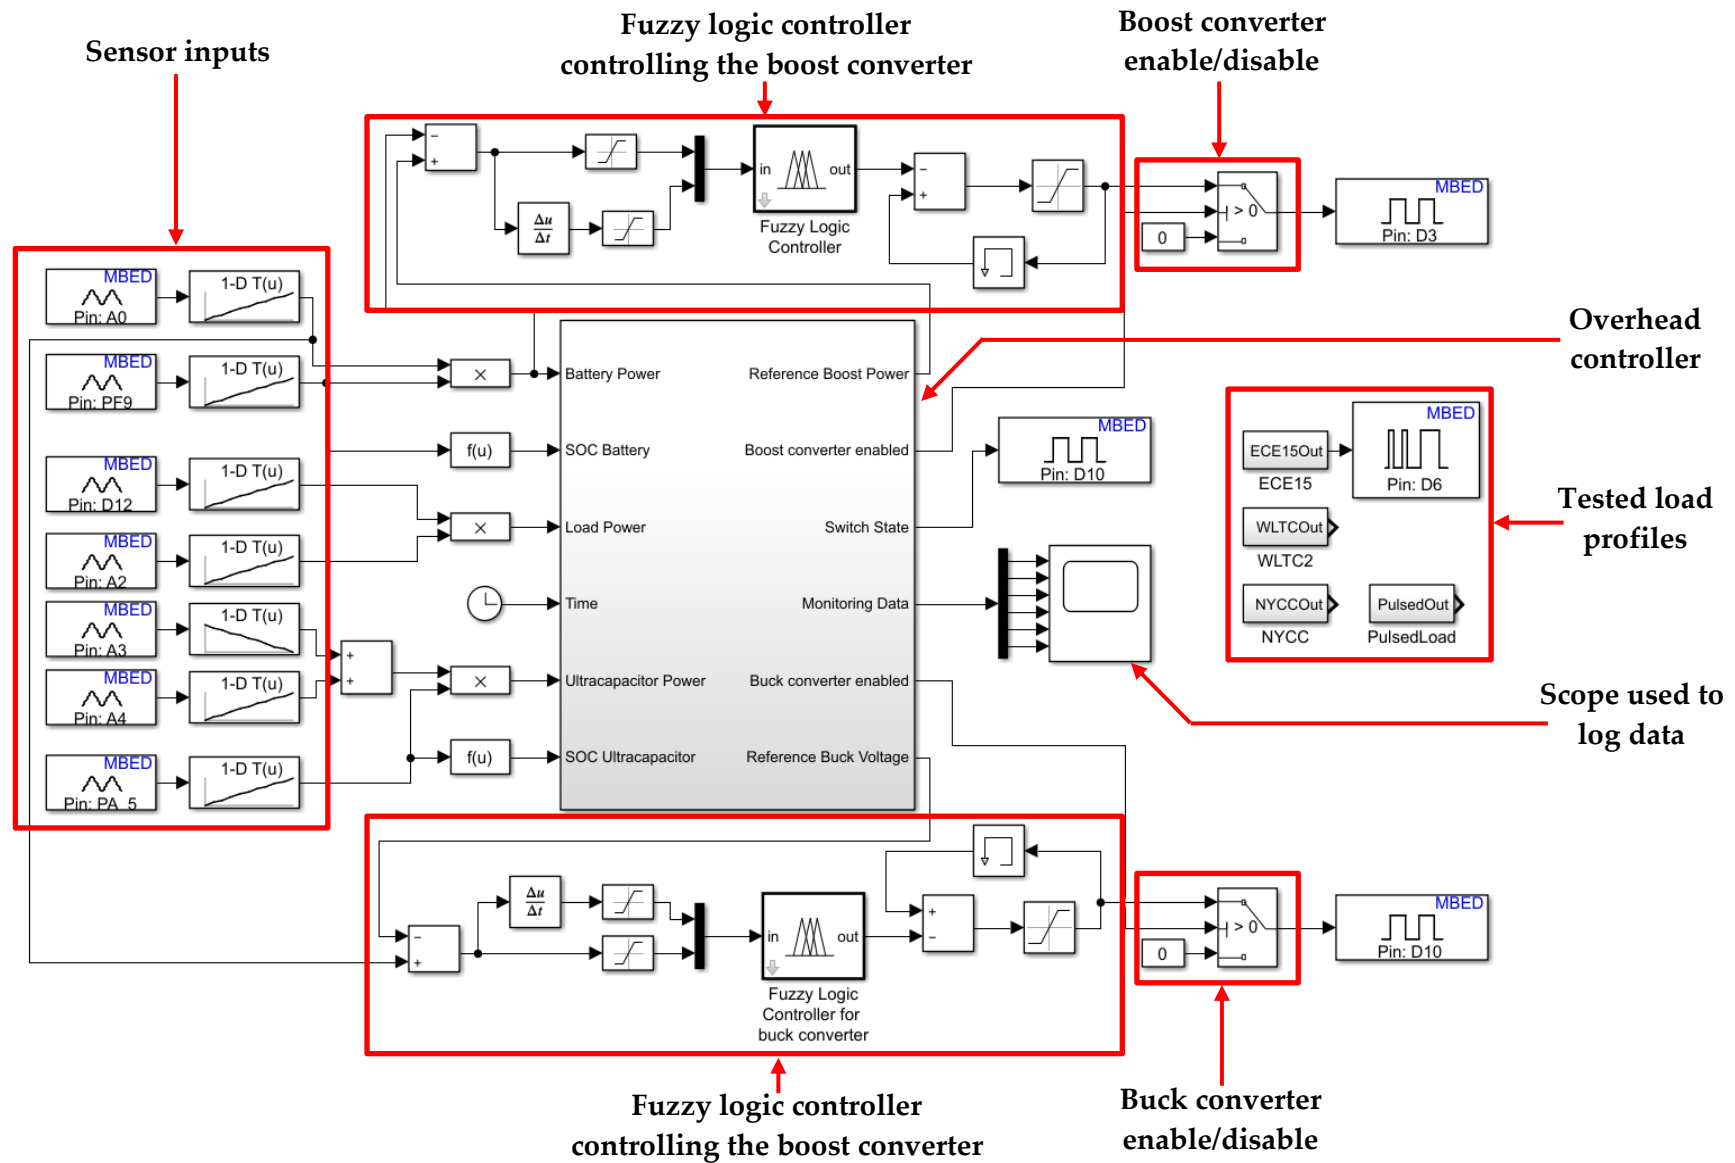 Fuzzy logic controller
controlling the boost converter
Boost converter
enable/disable
Sensor inputs
−
+
in
out
Fuzzy Logic
Controller
Δu
Δt
−
+
> 0
0
MBED
Pin: D3
MBED
Pin: A0
1-D T(u)
MBED
Pin: PF9
1-D T(u)
MBED
Pin: D12
1-D T(u)
MBED
Pin: A2
1-D T(u)
MBED
Pin: A3
1-D T(u)
MBED
Pin: A4
1-D T(u)
MBED
Pin: PA_5
1-D T(u)
+
+
×
f(u)
×
×
f(u)
Battery Power
SOC Battery
Load Power
Time
Ultracapacitor Power
SOC Ultracapacitor
Reference Boost Power
Boost converter enabled
Switch State
Monitoring Data
Buck converter enabled
Reference Buck Voltage
MBED
Pin: D10
Overhead
controller
ECE15Out
ECE15
MBED
Pin: D6
WLTCOut
WLTC2
NYCCOut
NYCC
PulsedOut
PulsedLoad
Tested load
profiles
Scope used to
log data
−
+
Δu
Δt
in
out
Fuzzy Logic
Controller for
buck converter
+
−
> 0
0
MBED
Pin: D10
Fuzzy logic controller
controlling the boost converter
Buck converter
enable/disable